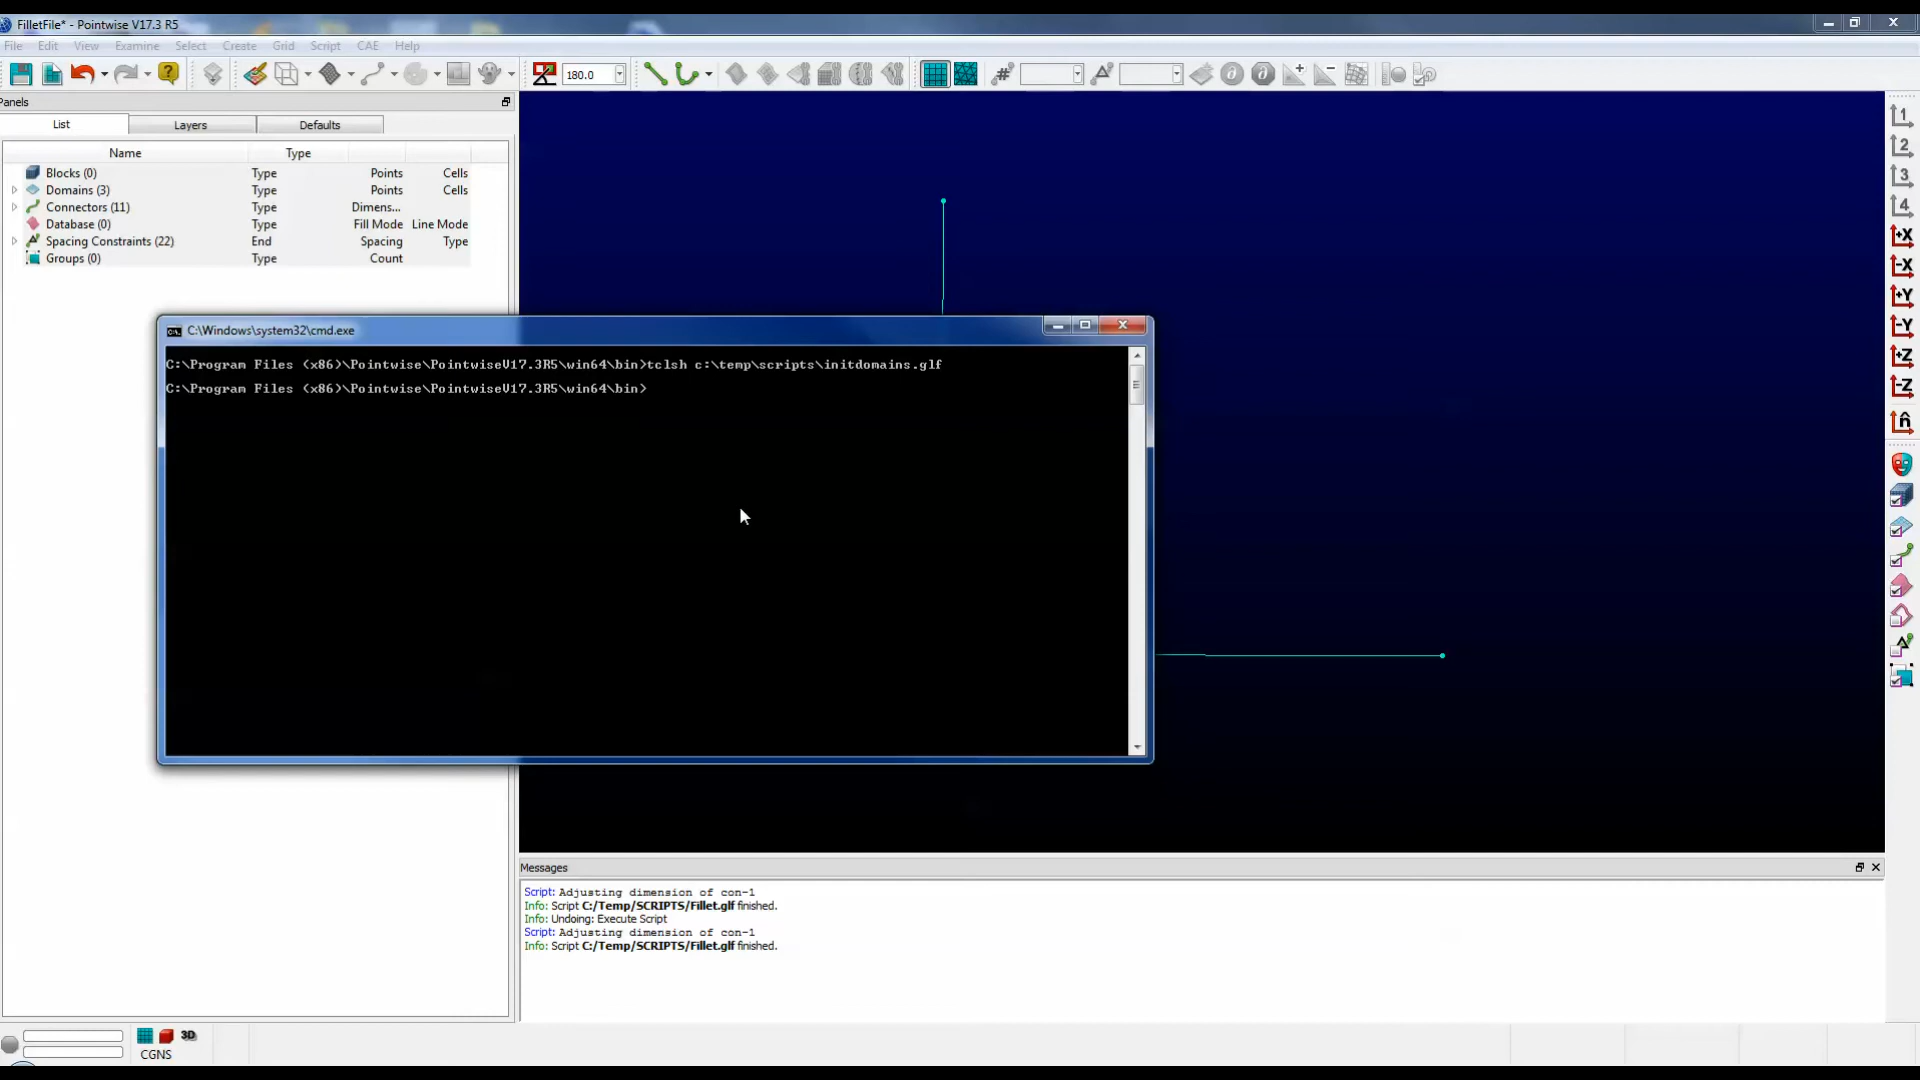 FilletFile* - Pointwise V17.3 R5
File Edit View Examine Select Create Grid Script CAE Help
180.0
Panels
List Layers Defaults
Name Type
Blocks (0) Type Points Cells
Domains (3) Type Points Cells
Connectors (11) Type Dimens...
Database (0) Type Fill Mode Line Mode
Spacing Constraints (22) End Spacing Type
Groups (0) Type Count
C:\Windows\system32\cmd.exe
C:\Program Files (x86)\Pointwise\PointwiseV17.3R5\win64\bin>tclsh c:\temp\scripts\initdomains.glf
C:\Program Files (x86)\Pointwise\PointwiseV17.3R5\win64\bin>
1
2
3
4
+X
-X
+Y
-Y
+Z
-Z
n̂
Messages
Script: Adjusting dimension of con-1
Info: Script C:/Temp/SCRIPTS/Fillet.glf finished.
Info: Undoing: Execute Script
Script: Adjusting dimension of con-1
Info: Script C:/Temp/SCRIPTS/Fillet.glf finished.
3D
CGNS